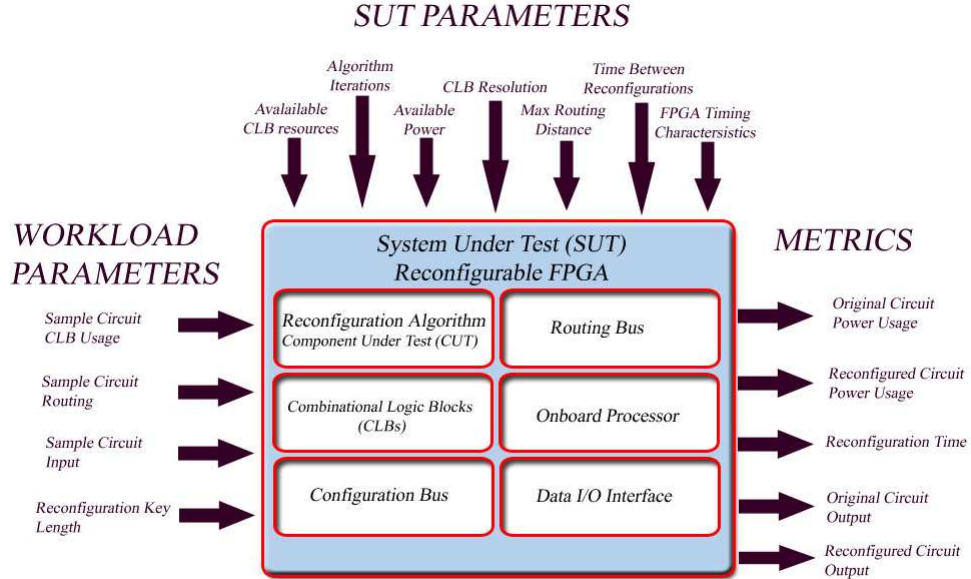 SUT PARAMETERS
Algorithm
Iterations
Time Between
Reconfigurations
CLB Resolution
Avalailable
CLB resources
Available
Power
Max Routing
Distance
FPGA Timing
Charactersistics
WORKLOAD
PARAMETERS
System Under Test (SUT)
Reconfigurable FPGA
METRICS
Sample Circuit
CLB Usage
Sample Circuit
Routing
Sample Circuit
Input
Reconfiguration Key
Length
Reconfiguration Algorithm
Component Under Test (CUT)
Routing Bus
Combinational Logic Blocks
(CLBs)
Onboard Processor
Configuration Bus
Data I/O Interface
Original Circuit
Power Usage
Reconfigured Circuit
Power Usage
Reconfiguration Time
Original Circuit
Output
Reconfigured Circuit
Output